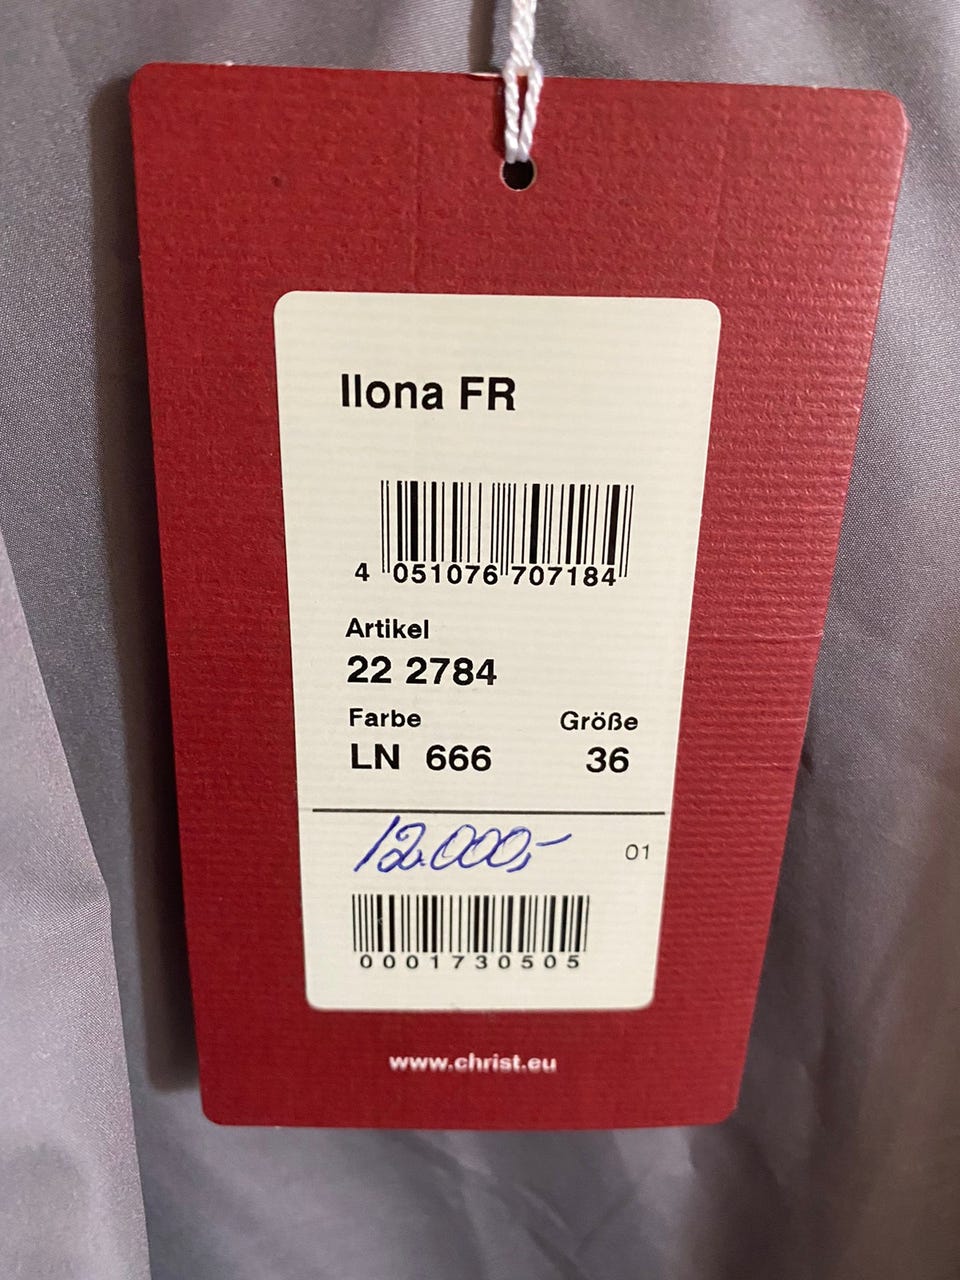 Ilona FR
4 051076 707184
Artikel
22 2784
Farbe Größe
LN 666 36
12.000,-
01
0001730505
www.christ.eu